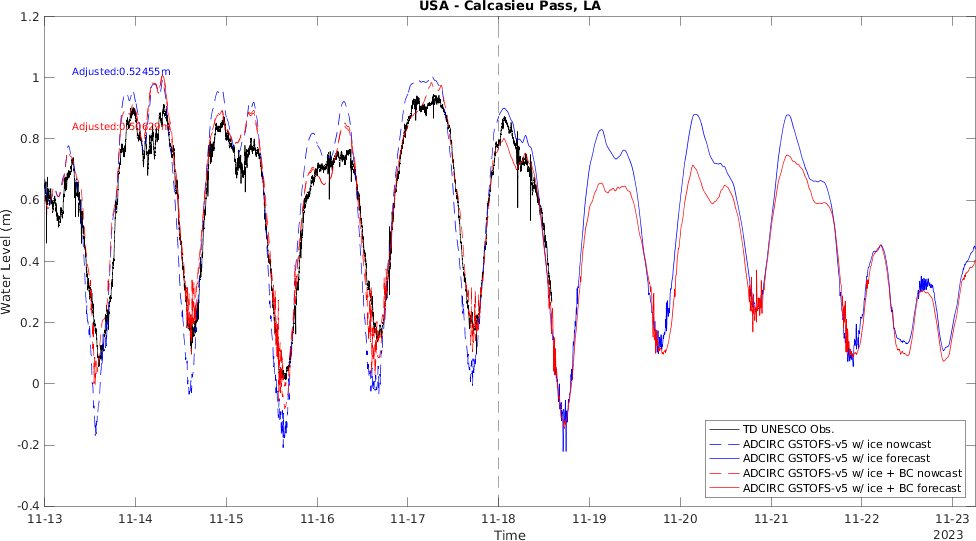 USA - Calcasieu Pass, LA
1.2
1
0.8
0.6
0.4
0.2
0
-0.2
-0.4
Water Level (m)
Adjusted:0.52455m
Adjusted:0.50629m
TD UNESCO Obs.
ADCIRC GSTOFS-v5 w/ ice nowcast
ADCIRC GSTOFS-v5 w/ ice forecast
ADCIRC GSTOFS-v5 w/ ice + BC nowcast
ADCIRC GSTOFS-v5 w/ ice + BC forecast
11-13 11-14 11-15 11-16 11-17 11-18 11-19 11-20 11-21 11-22 11-23
2023
Time